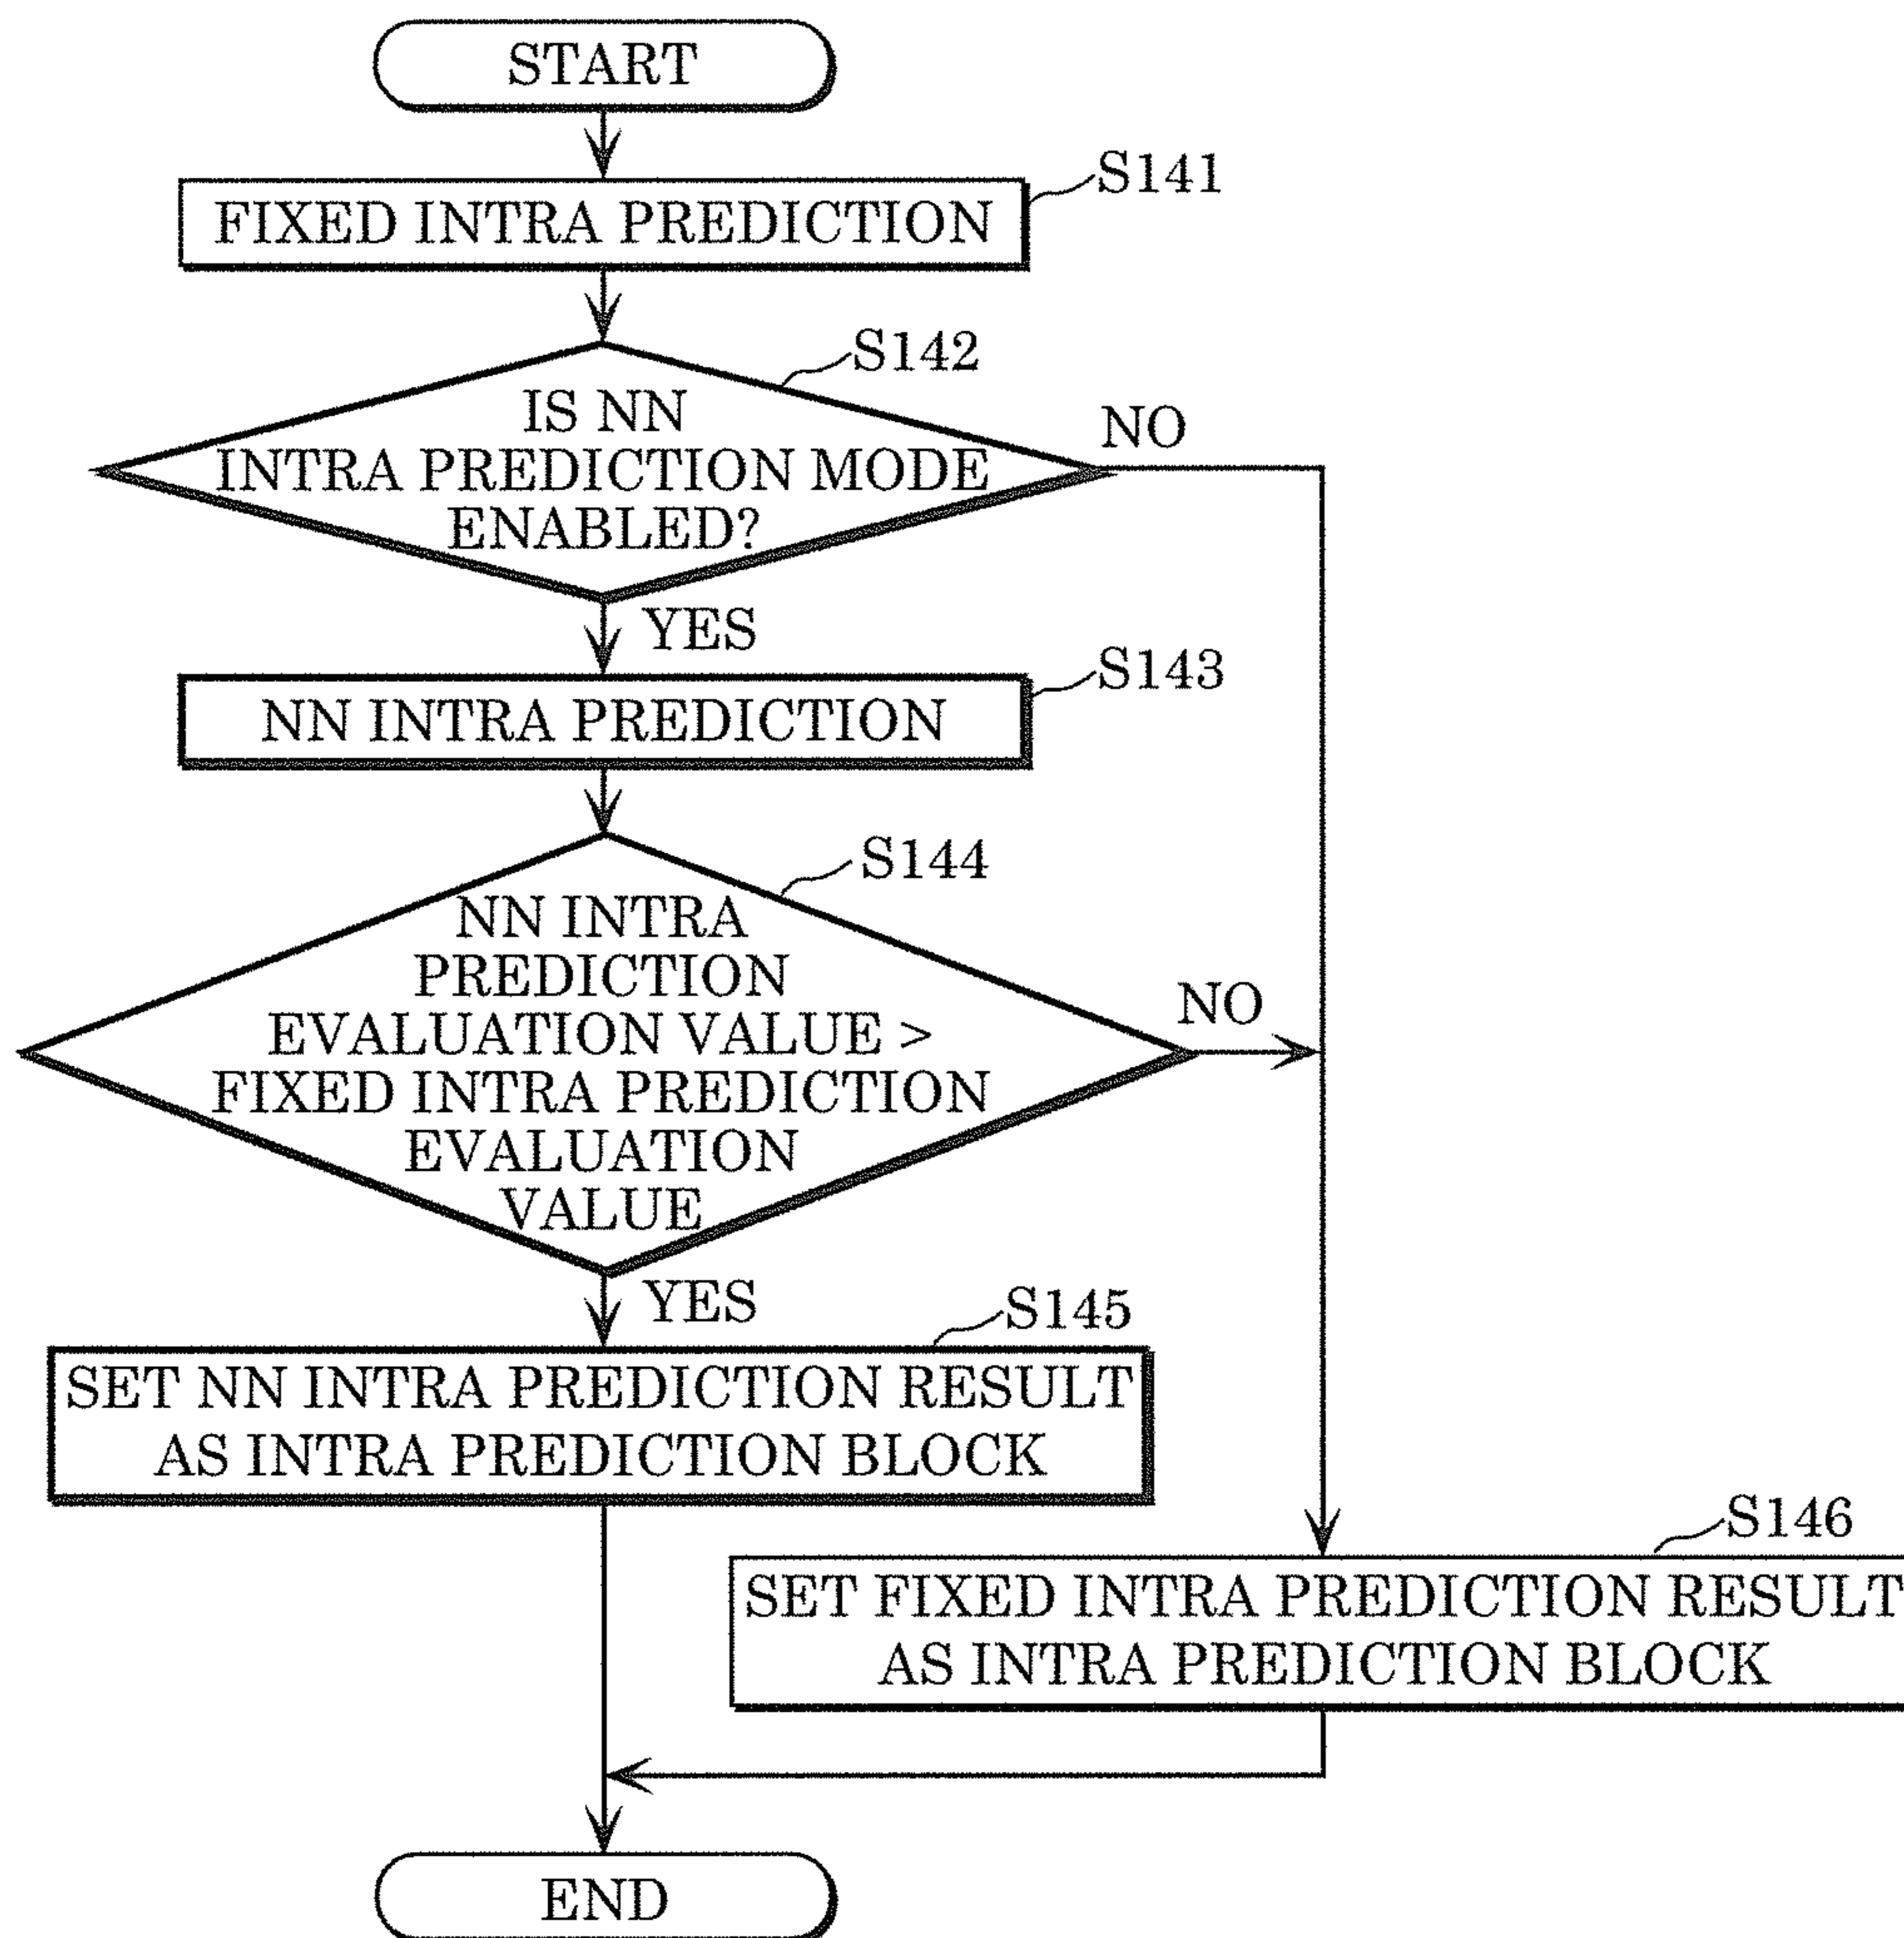 START
S141
FIXED INTRA PREDICTION
S142
IS NN
INTRA PREDICTION MODE
ENABLED?
NO
YES
S143
NN INTRA PREDICTION
S144
NN INTRA
PREDICTION
EVALUATION VALUE >
FIXED INTRA PREDICTION
EVALUATION
VALUE
NO
YES
S145
SET NN INTRA PREDICTION RESULT
AS INTRA PREDICTION BLOCK
S146
SET FIXED INTRA PREDICTION RESULT
AS INTRA PREDICTION BLOCK
END